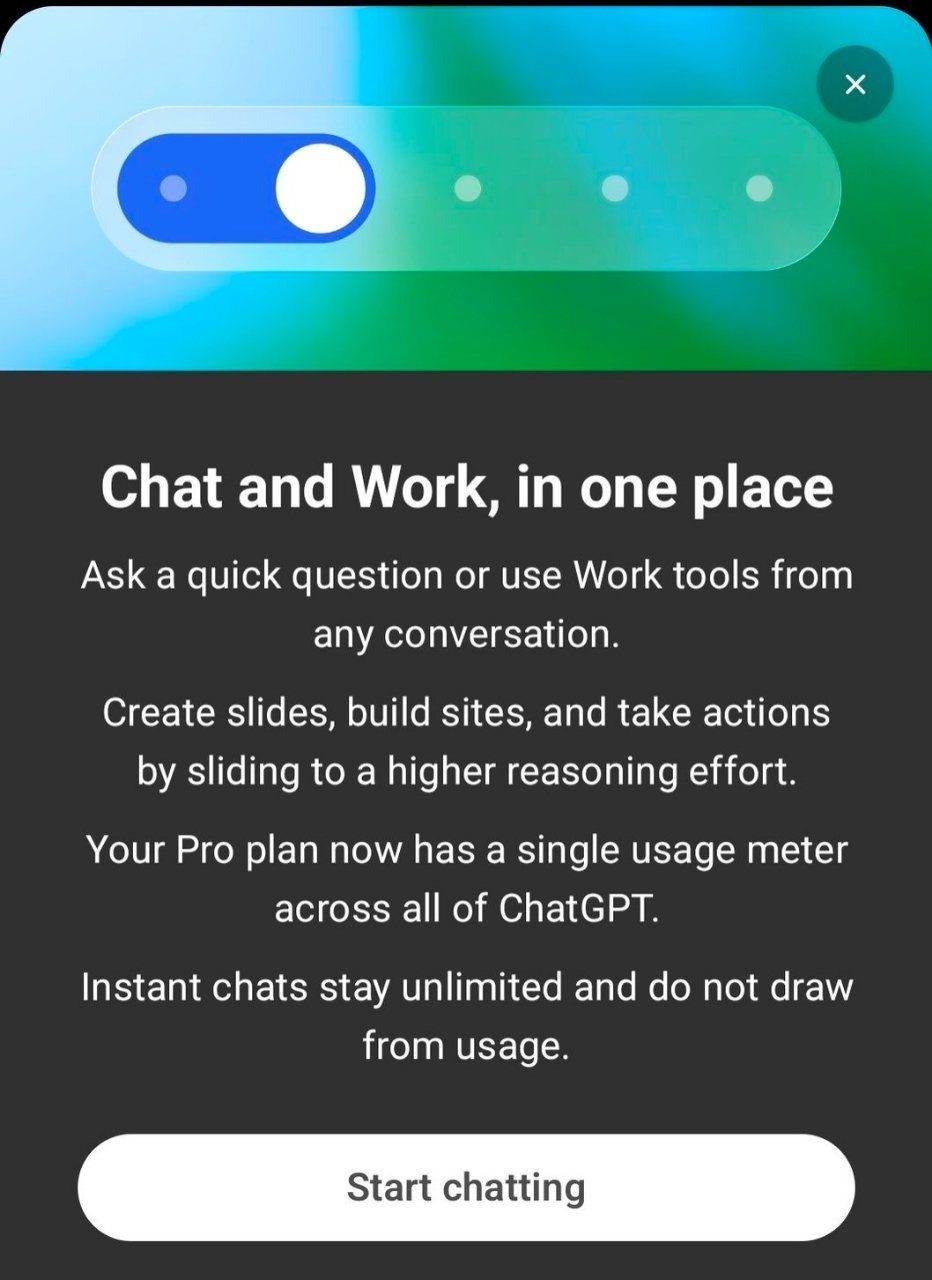 Chat and Work, in one place
Ask a quick question or use Work tools from
any conversation.
Create slides, build sites, and take actions
by sliding to a higher reasoning effort.
Your Pro plan now has a single usage meter
across all of ChatGPT.
Instant chats stay unlimited and do not draw
from usage.
Start chatting